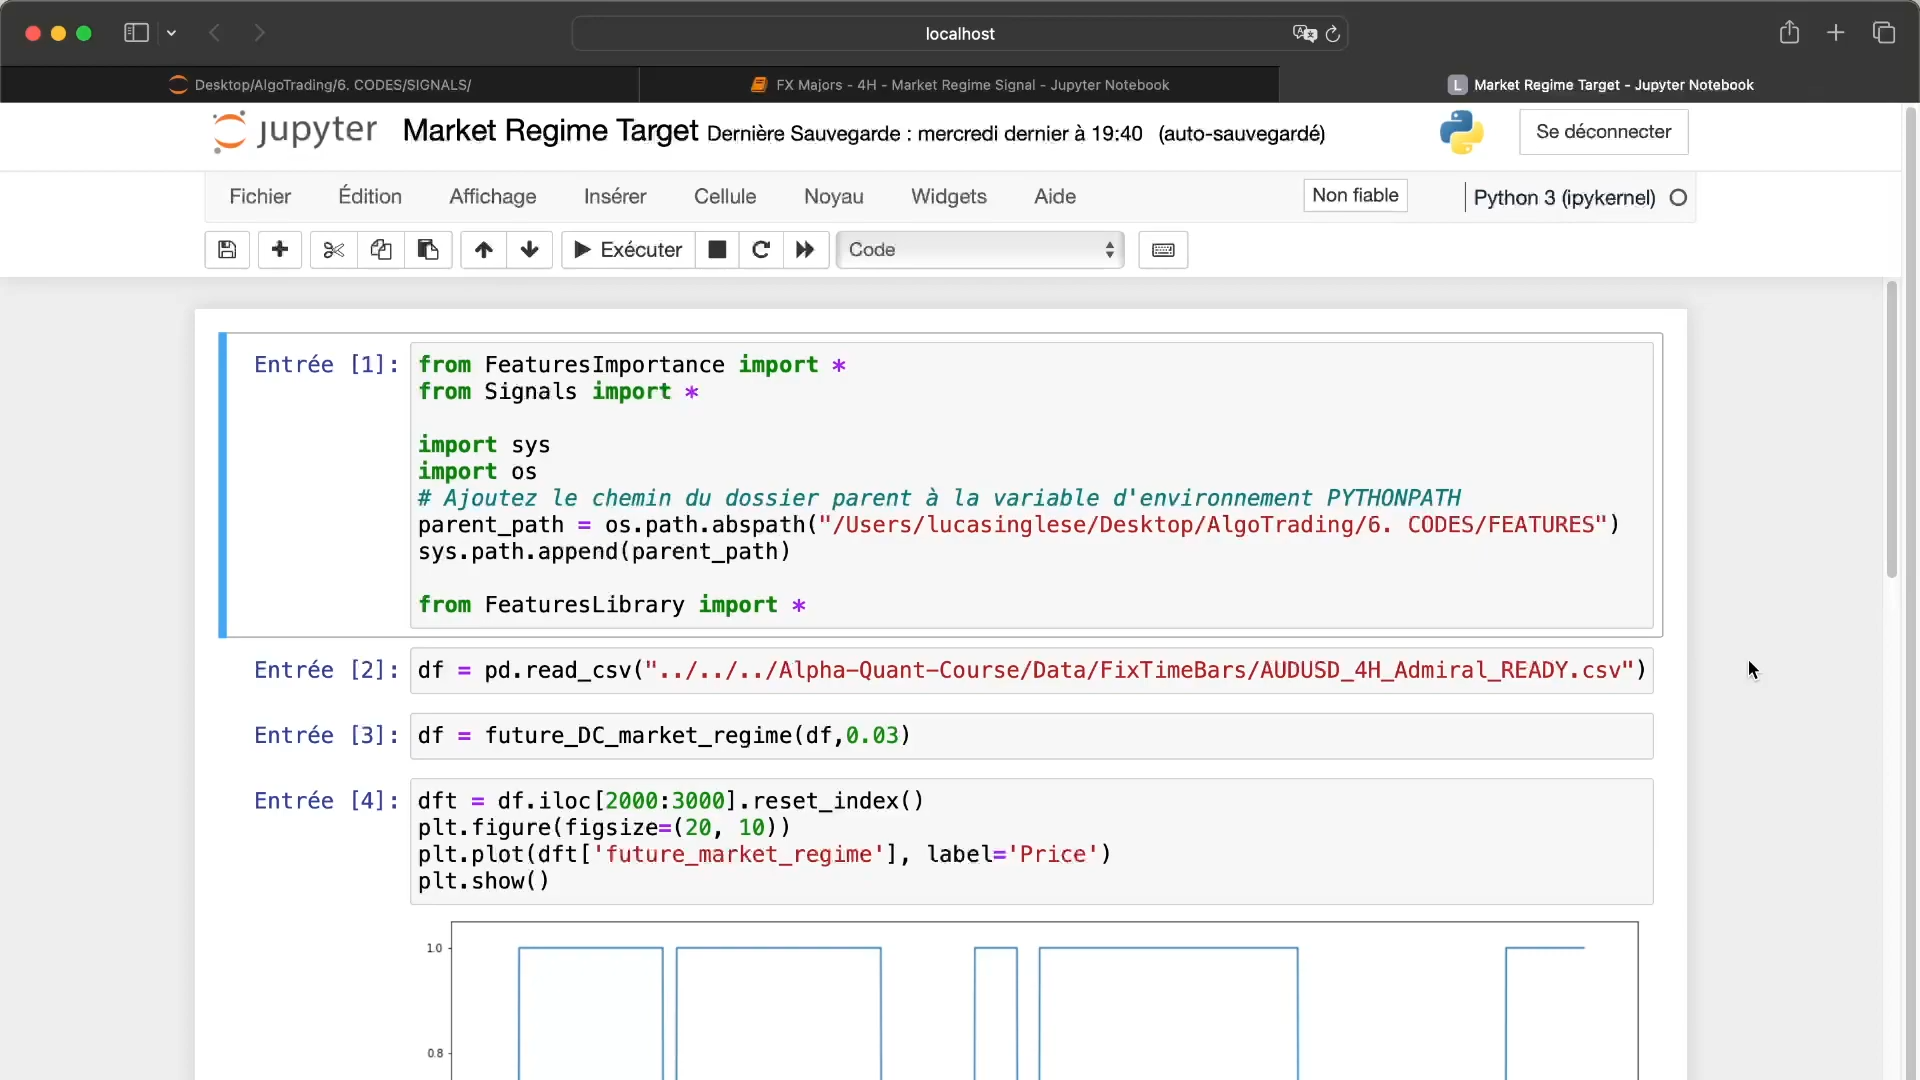 localhost
Desktop/AlgoTrading/6. CODES/SIGNALS/
FX Majors - 4H - Market Regime Signal - Jupyter Notebook
L Market Regime Target - Jupyter Notebook
jupyter Market Regime Target Dernière Sauvegarde : mercredi dernier à 19:40 (auto-sauvegardé)
Se déconnecter
Fichier Édition Affichage Insérer Cellule Noyau Widgets Aide
Non fiable
Python 3 (ipykernel)
Exécuter
Code
Entrée [1]:
from FeaturesImportance import *
from Signals import *
import sys
import os
# Ajoutez le chemin du dossier parent à la variable d'environnement PYTHONPATH
parent_path = os.path.abspath("/Users/lucasinglese/Desktop/AlgoTrading/6. CODES/FEATURES")
sys.path.append(parent_path)
from FeaturesLibrary import *
Entrée [2]:
df = pd.read_csv("../../../Alpha-Quant-Course/Data/FixTimeBars/AUDUSD_4H_Admiral_READY.csv")
Entrée [3]:
df = future_DC_market_regime(df,0.03)
Entrée [4]:
dft = df.iloc[2000:3000].reset_index()
plt.figure(figsize=(20, 10))
plt.plot(dft['future_market_regime'], label='Price')
plt.show()
1.0
0.8